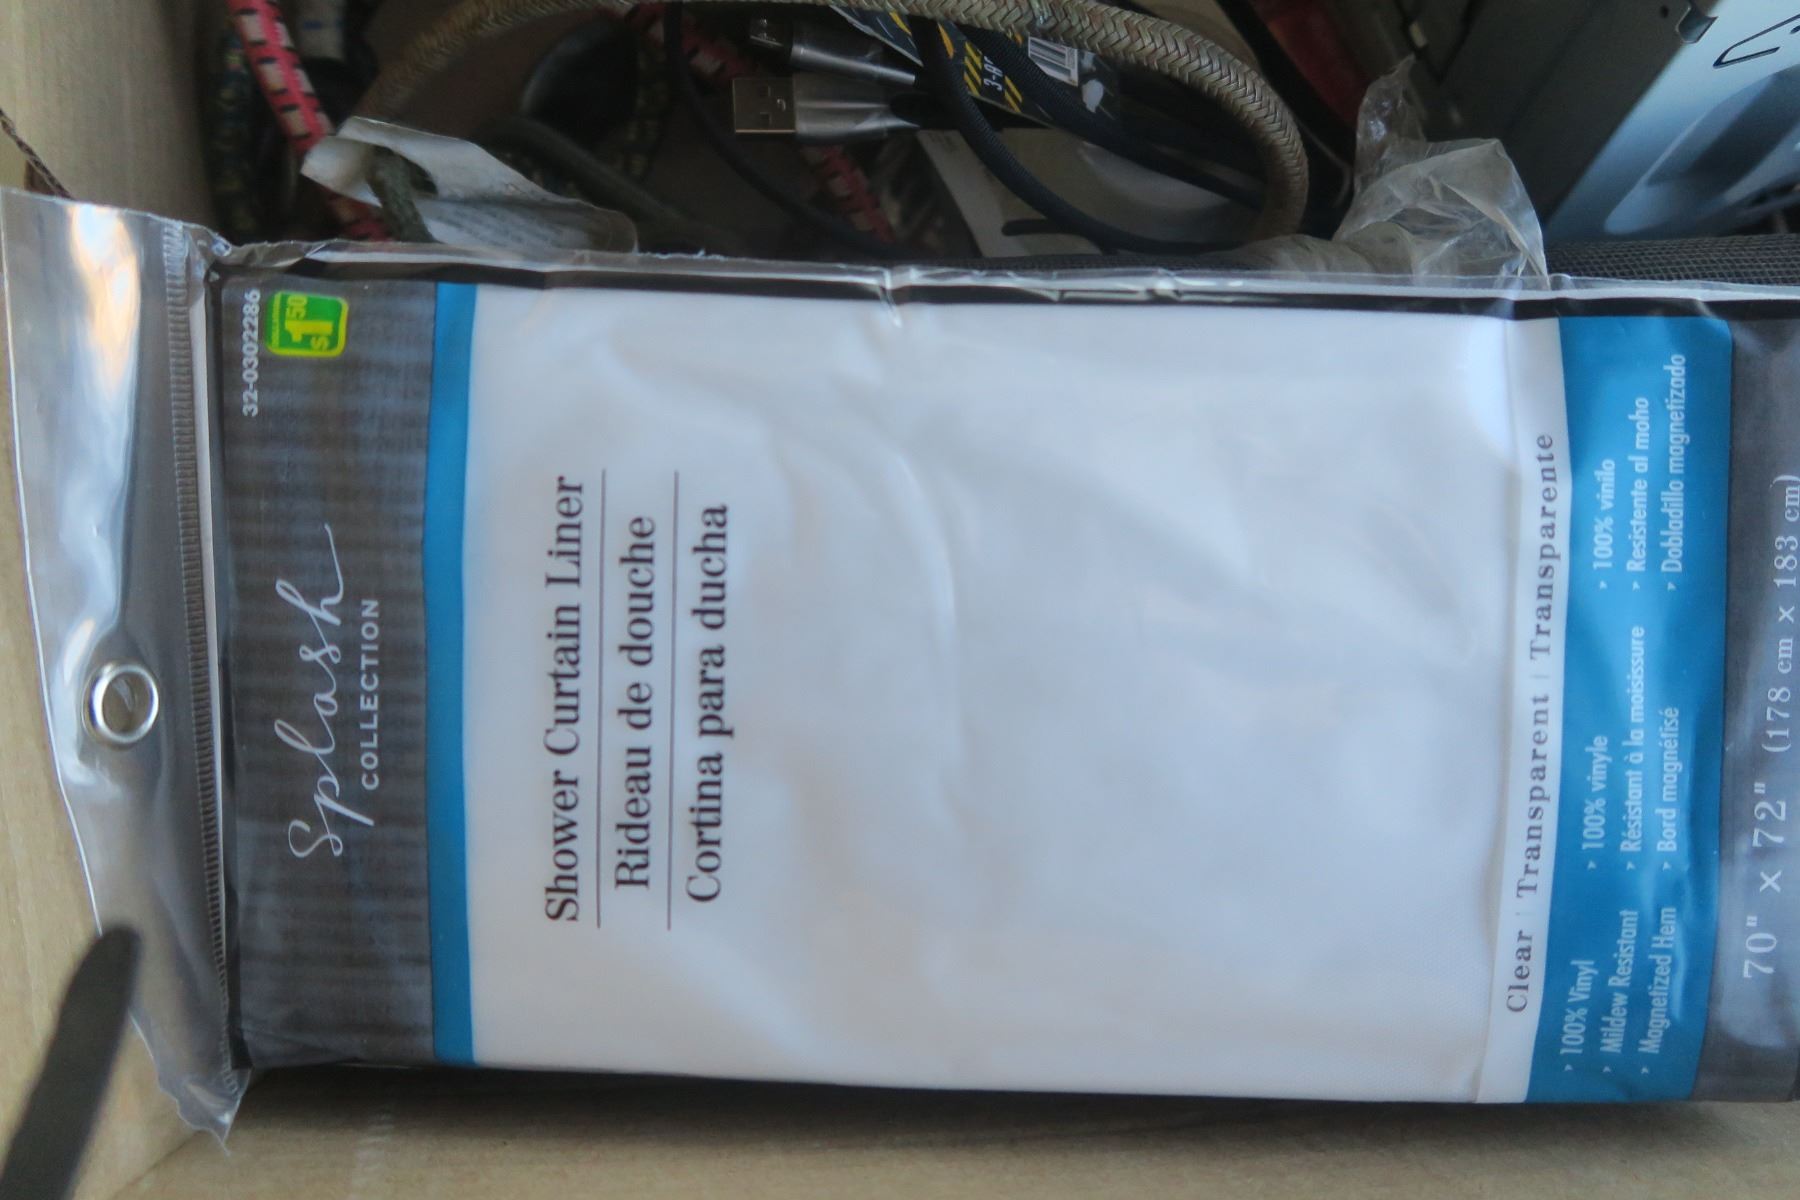 32-0302286
$1.50
Splash
COLLECTION
Shower Curtain Liner
Rideau de douche
Cortina para ducha
Clear | Transparent | Transparente
› 100% Vinyl
› Mildew Resistant
› Magnetized Hem
› 100% vinyle
› Résistant à la moisissure
› Bord magnétisé
› 100% vinilo
› Resistente al moho
› Dobladillo magnetizado
70" x 72" (178 cm x 183 cm)